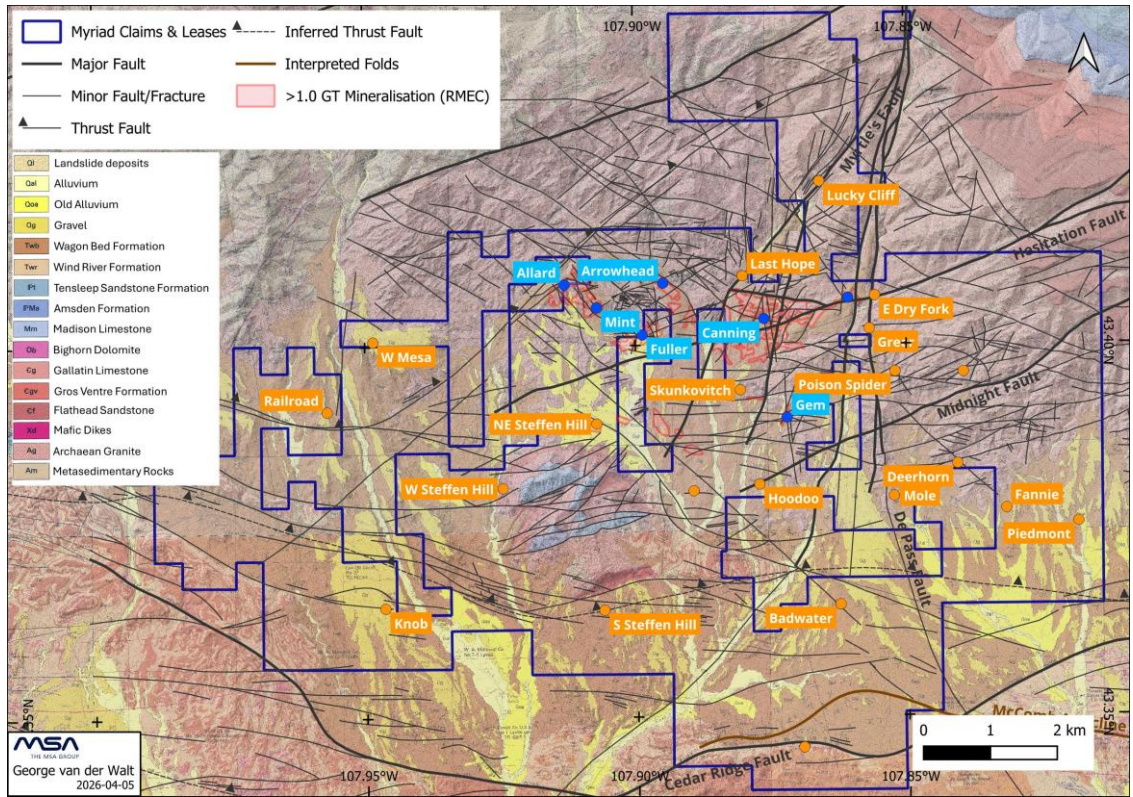 Myriad Claims & Leases
Major Fault
Minor Fault/Fracture
Thrust Fault
Inferred Thrust Fault
Interpreted Folds
>1.0 GT Mineralisation (RMEC)
Ql Landslide deposits
Qal Alluvium
Qoa Old Alluvium
Qg Gravel
Twb Wagon Bed Formation
Twr Wind River Formation
Tensleep Sandstone Formation
Amsden Formation
Mm Madison Limestone
Ob Bighorn Dolomite
Gallatin Limestone
Gros Ventre Formation
Flathead Sandstone
Xd Mafic Dikes
Ag Archaean Granite
Am Metasedimentary Rocks
107.90°W
107.85°W
Myrtle's Fault
Lucky Cliff
Hesitation Fault
Last Hope
Allard
Arrowhead
E Dry Fork
Mint
Canning
Fuller
43.40°N
W Mesa
Skunkovitch
Poison Spider
Midnight Fault
Gem
Railroad
NE Steffen Hill
Deerhorn
W Steffen Hill
Hoodoo
Mole
Fannie
Piedmont
De Pass Fault
Knob
S Steffen Hill
Badwater
43.35°N
Cedar Ridge Fault
0 1 2 km
107.95°W
107.90°W
107.85°W
MSA
THE MSA GROUP
George van der Walt
2026-04-05